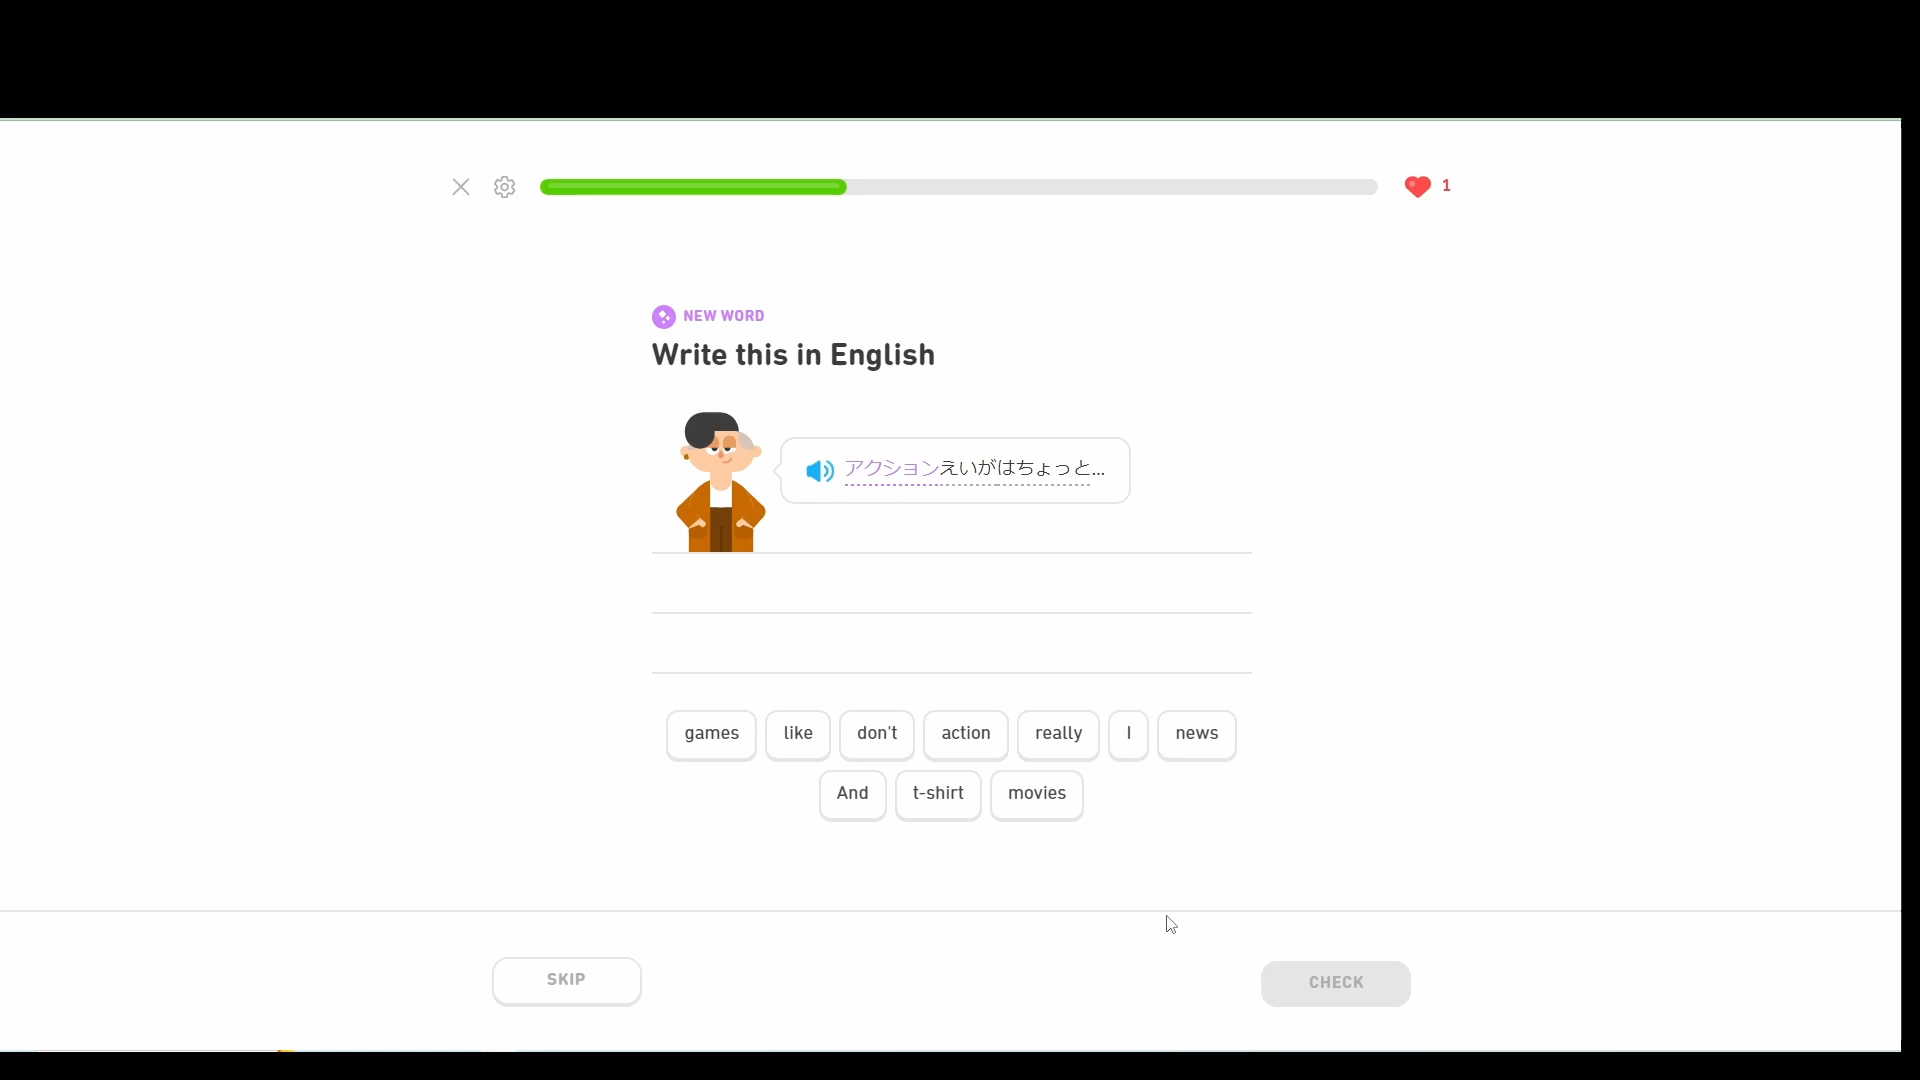 1
NEW WORD
Write this in English
アクションえいがはちょっと...
games like don't action really I news
And t-shirt movies
SKIP CHECK